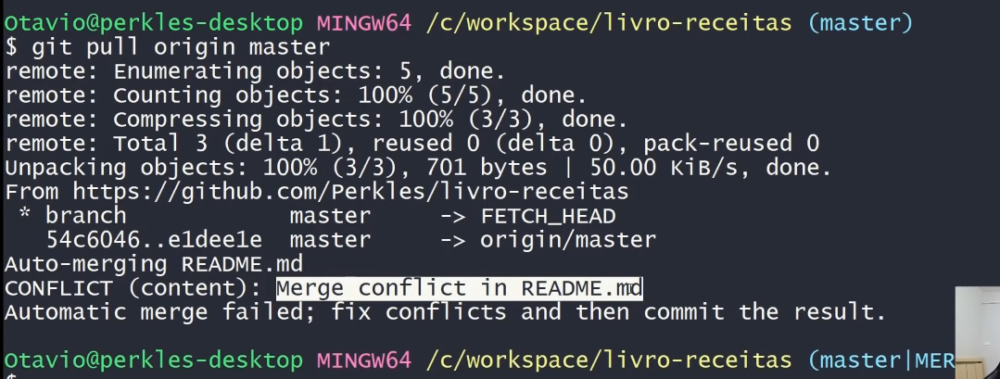 Otavio@perkles-desktop MINGW64 /c/workspace/livro-receitas (master)
$ git pull origin master
remote: Enumerating objects: 5, done.
remote: Counting objects: 100% (5/5), done.
remote: Compressing objects: 100% (3/3), done.
remote: Total 3 (delta 1), reused 0 (delta 0), pack-reused 0
Unpacking objects: 100% (3/3), 701 bytes | 50.00 KiB/s, done.
From https://github.com/Perkles/livro-receitas
 * branch            master     -> FETCH_HEAD
   54c6046..e1dee1e  master     -> origin/master
Auto-merging README.md
CONFLICT (content): Merge conflict in README.md
Automatic merge failed; fix conflicts and then commit the result.
Otavio@perkles-desktop MINGW64 /c/workspace/livro-receitas (master|MER
$